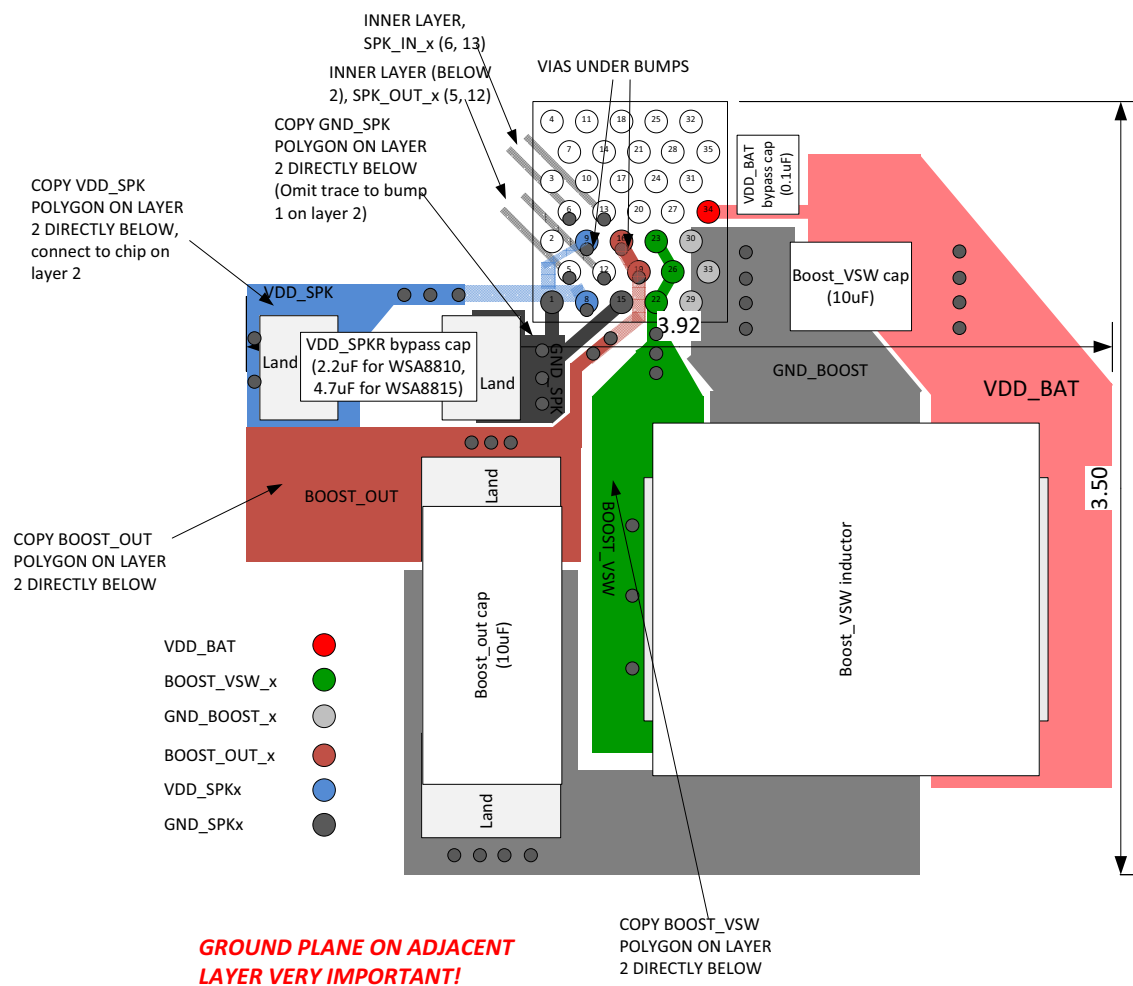 INNER LAYER,
SPK_IN_x (6, 13)
INNER LAYER (BELOW
2), SPK_OUT_x (5, 12)
VIAS UNDER BUMPS
COPY GND_SPK
POLYGON ON LAYER
2 DIRECTLY BELOW
(Omit trace to bump
1 on layer 2)
COPY VDD_SPK
POLYGON ON LAYER
2 DIRECTLY BELOW,
connect to chip on
layer 2
4 11 18 25 32
7 14 21 28 35
3 10 17 24 31
6 13 20 27 34
2 9 16 23 30
5 12 19 26 33
1 8 15 22 29
VDD_BAT
bypass cap
(0.1uF)
Boost_VSW cap
(10uF)
VDD_SPK
3.92
Land
VDD_SPKR bypass cap
(2.2uF for WSA8810,
4.7uF for WSA8815)
Land
GND_SPK
GND_BOOST
VDD_BAT
3.50
BOOST_OUT
Land
BOOST_VSW
COPY BOOST_OUT
POLYGON ON LAYER
2 DIRECTLY BELOW
Boost_out cap
(10uF)
Boost_VSW inductor
Land
VDD_BAT
BOOST_VSW_x
GND_BOOST_x
BOOST_OUT_x
VDD_SPKx
GND_SPKx
COPY BOOST_VSW
POLYGON ON LAYER
2 DIRECTLY BELOW
GROUND PLANE ON ADJACENT
LAYER VERY IMPORTANT!